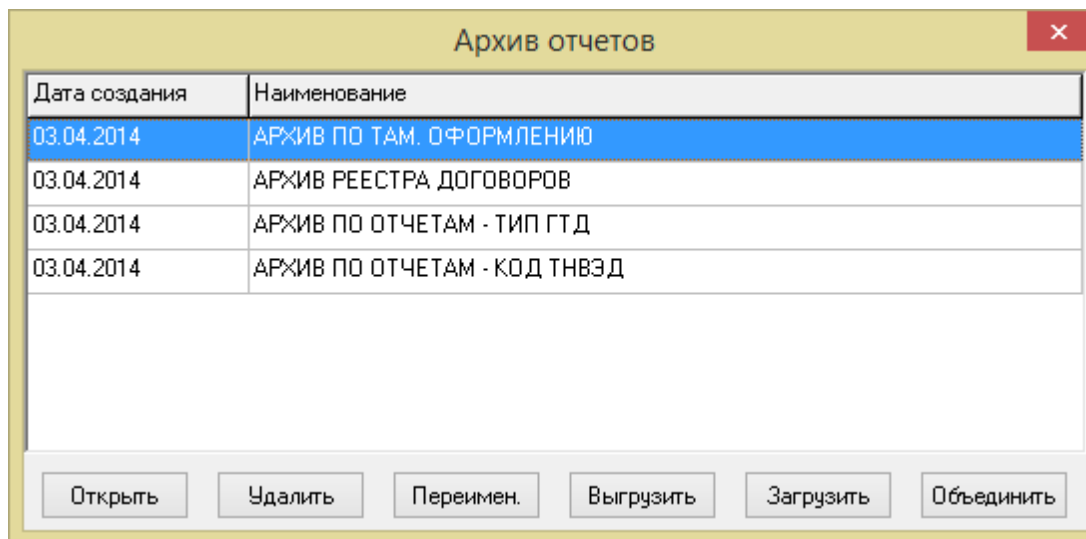 Архив отчетов
Дата создания Наименование
03.04.2014 АРХИВ ПО ТАМ. ОФОРМЛЕНИЮ
03.04.2014 АРХИВ РЕЕСТРА ДОГОВОРОВ
03.04.2014 АРХИВ ПО ОТЧЕТАМ - ТИП ГТД
03.04.2014 АРХИВ ПО ОТЧЕТАМ - КОД ТНВЭД
Открыть Удалить Переимен. Выгрузить Загрузить Объединить